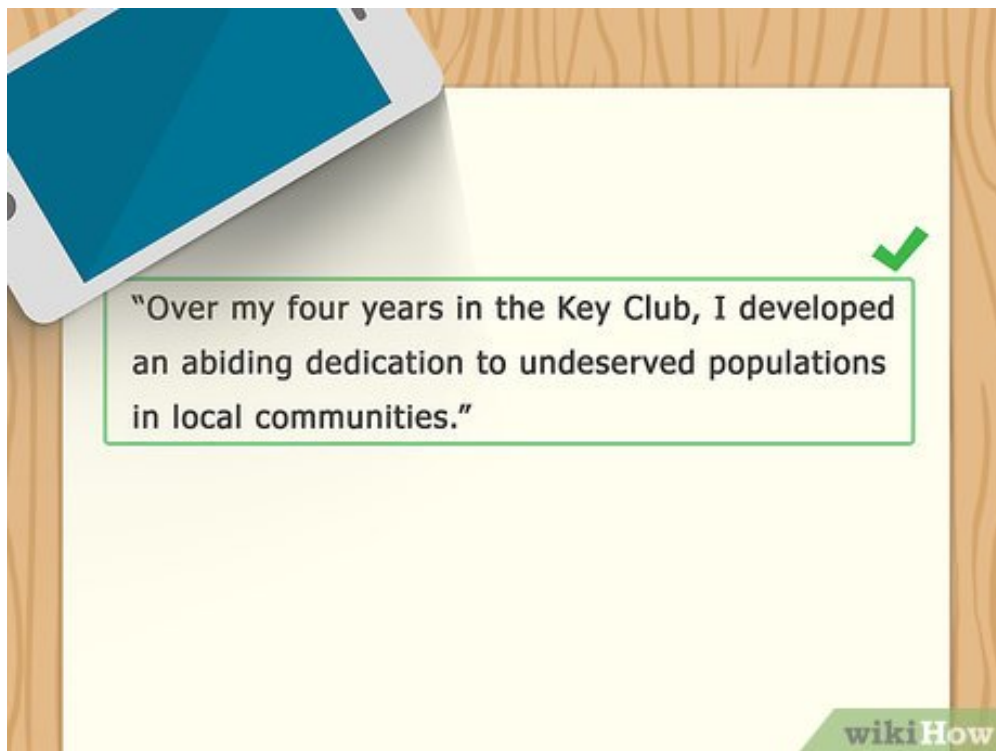 “Over my four years in the Key Club, I developed
an abiding dedication to undeserved populations
in local communities.”
wikiHow